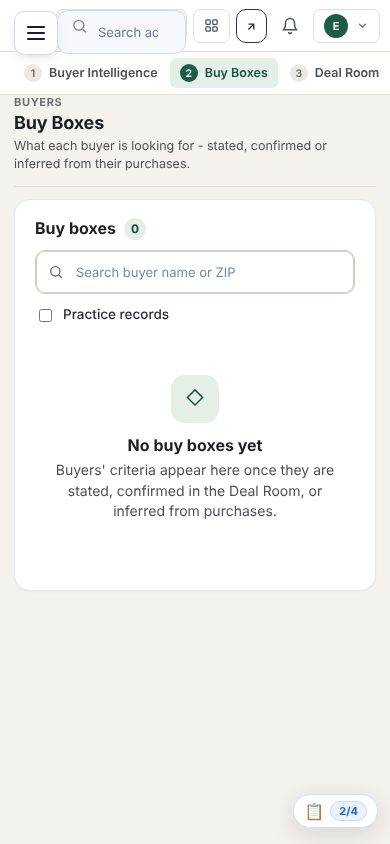 Search ad
E
1 Buyer Intelligence
2 Buy Boxes
3 Deal Room
BUYERS
Buy Boxes
What each buyer is looking for - stated, confirmed or
inferred from their purchases.
Buy boxes 0
Search buyer name or ZIP
Practice records
No buy boxes yet
Buyers' criteria appear here once they are
stated, confirmed in the Deal Room, or
inferred from purchases.
2/4